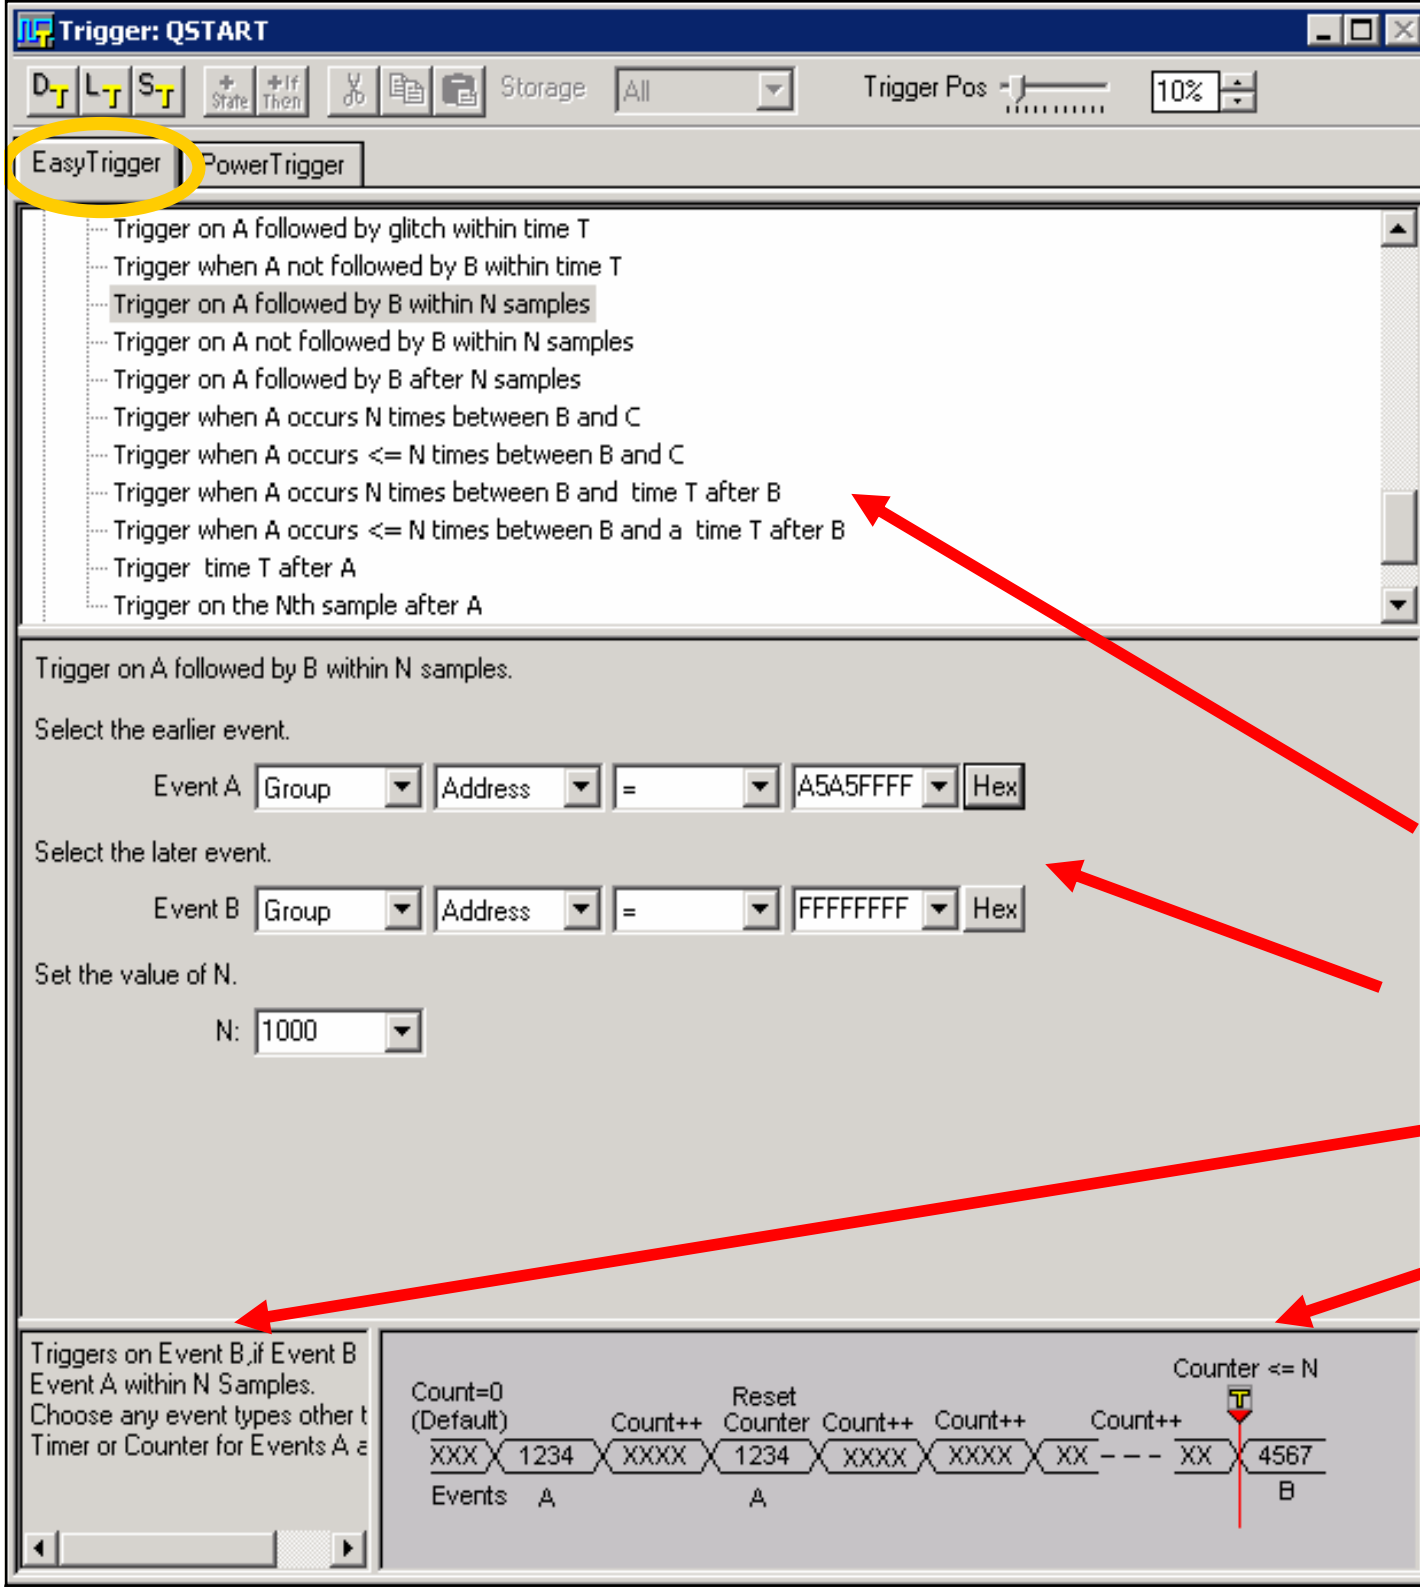 Trigger: QSTART
D T L T S T + State + If Then Storage All Trigger Pos 10%
EasyTrigger PowerTrigger
Trigger on A followed by glitch within time T
Trigger when A not followed by B within time T
Trigger on A followed by B within N samples
Trigger on A not followed by B within N samples
Trigger on A followed by B after N samples
Trigger when A occurs N times between B and C
Trigger when A occurs <= N times between B and C
Trigger when A occurs N times between B and time T after B
Trigger when A occurs <= N times between B and a time T after B
Trigger time T after A
Trigger on the Nth sample after A
Trigger on A followed by B within N samples.
Select the earlier event.
Event A Group Address = A5A5FFFF Hex
Select the later event.
Event B Group Address = FFFFFFFF Hex
Set the value of N.
N: 1000
Triggers on Event B,if Event B
Event A within N Samples.
Choose any event types other t
Timer or Counter for Events A a
Counter <= N
Count=0 Reset T
(Default) Count++ Counter Count++ Count++ Count++
XXX 1234 XXXX 1234 XXXX XXXX XX --- XX 4567
Events A A B